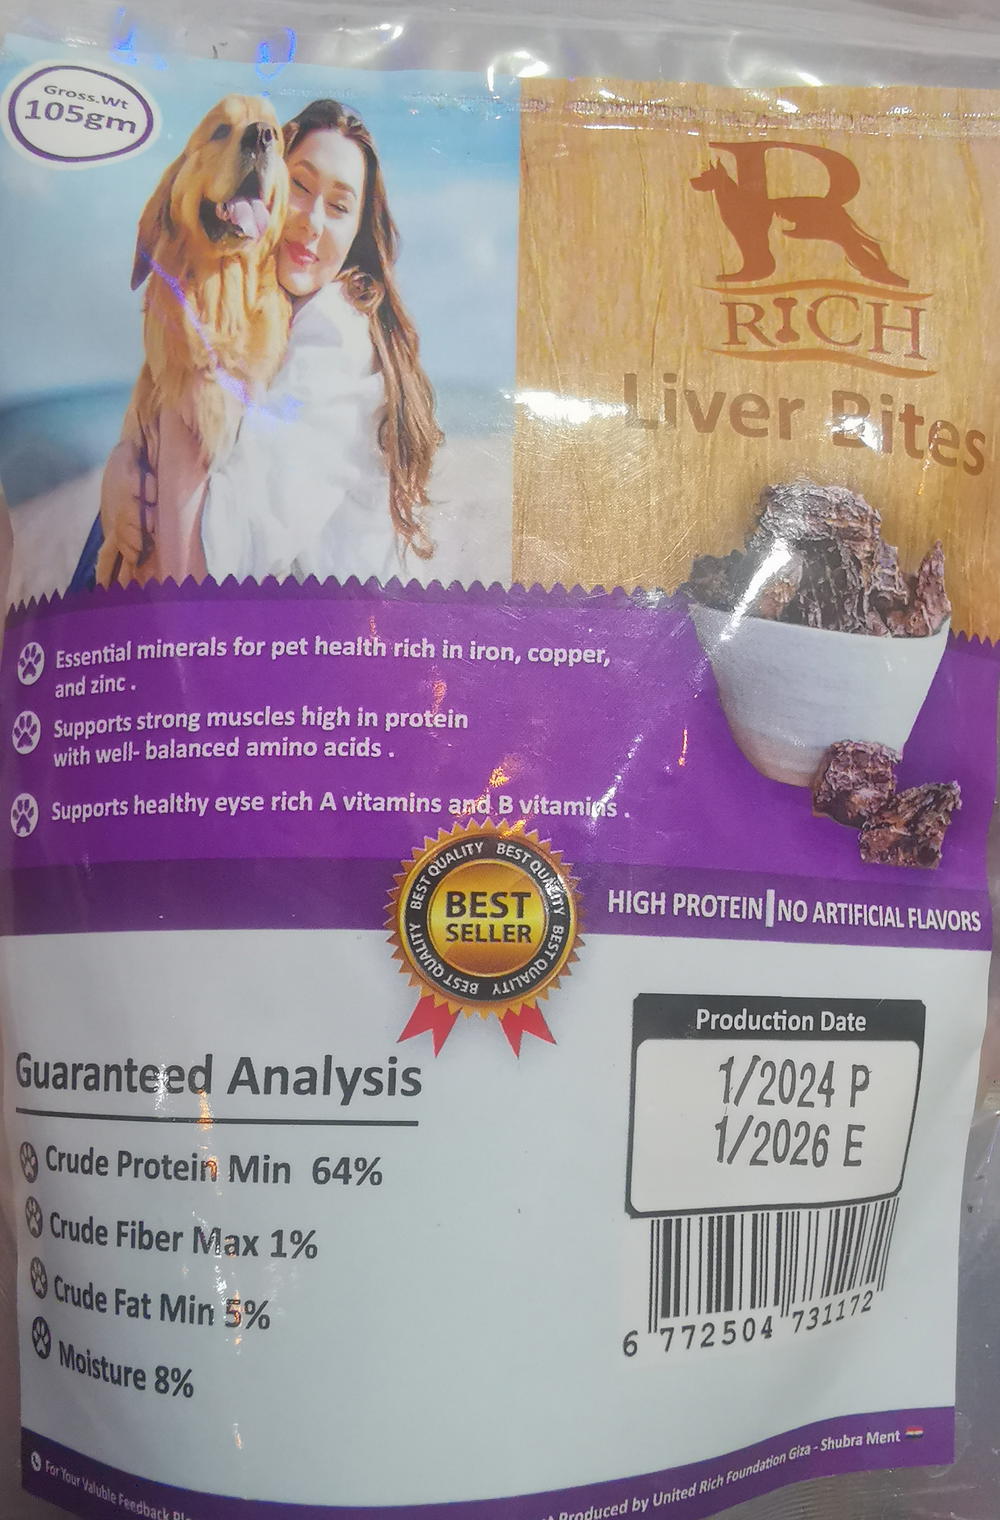 Gross.Wt
105gm
R
RICH
Liver Bites
Essential minerals for pet health rich in iron, copper,
and zinc .
Supports strong muscles high in protein
with well- balanced amino acids .
Supports healthy eyse rich A vitamins and B vitamins .
BEST QUALITY BEST QUALITY BEST QUALITY BEST QUALITY
BEST
SELLER
HIGH PROTEIN|NO ARTIFICIAL FLAVORS
Production Date
1/2024 P
1/2026 E
Guaranteed Analysis
Crude Protein Min 64%
Crude Fiber Max 1%
Crude Fat Min 5%
Moisture 8%
6 772504 731172
For Your Valuble Feedback
Produced by United Rich Foundation Giza - Shubra Ment